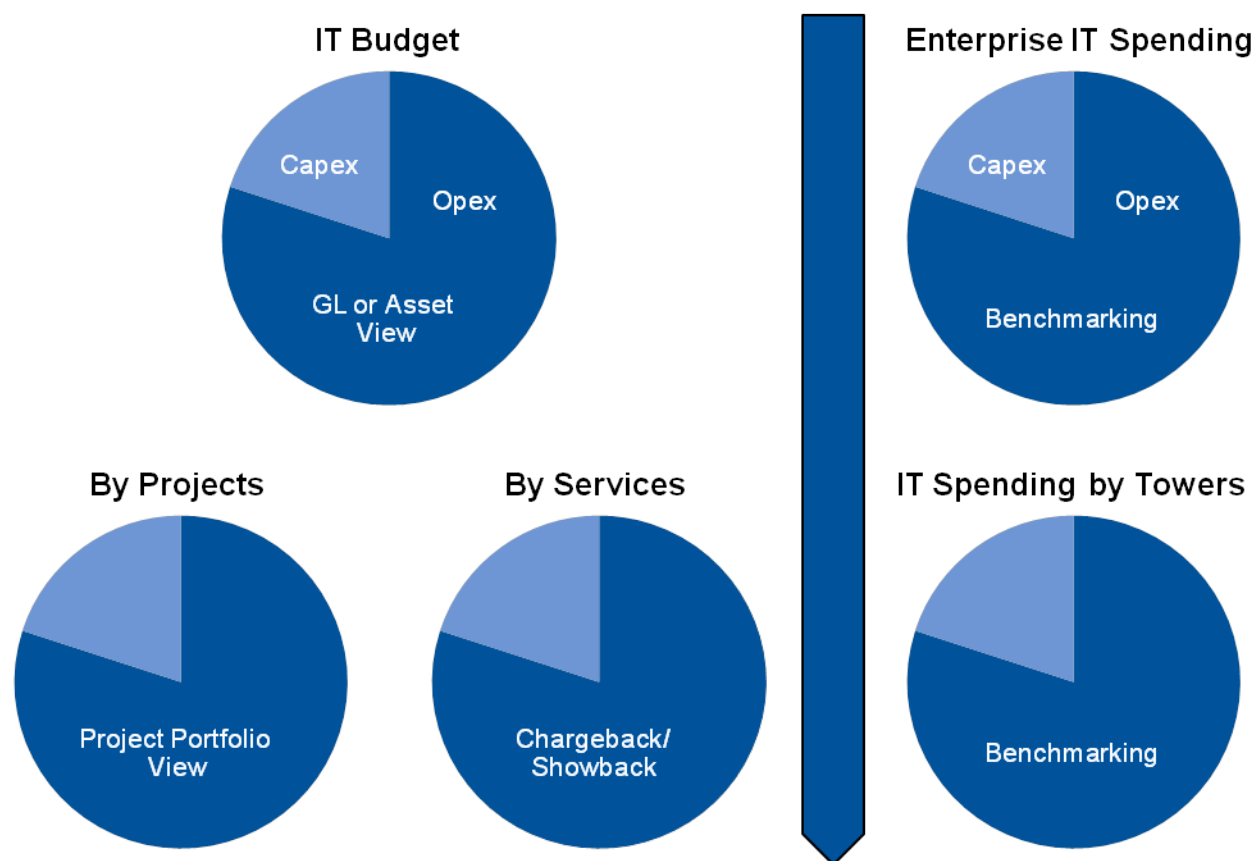 IT Budget
Enterprise IT Spending
Capex
Opex
GL or Asset
View
Capex
Opex
Benchmarking
By Projects
By Services
IT Spending by Towers
Project Portfolio
View
Chargeback/
Showback
Benchmarking